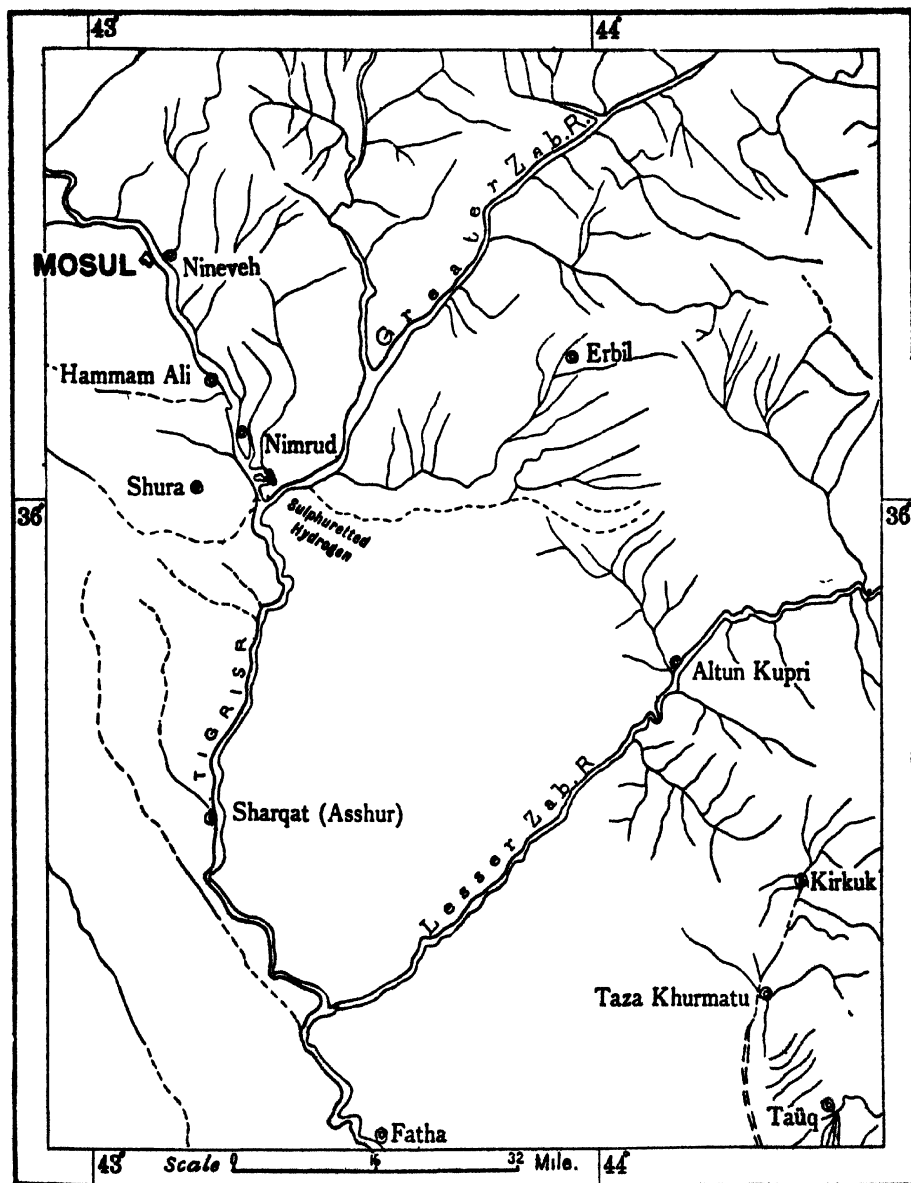 43°
44°
Greater Zab. R.
MOSUL
Nineveh
Erbil
Hammam Ali
Nimrud
Shura
36°
36°
Sulphuretted
Hydrogen
TIGRIS R
Altun Kupri
Sharqat (Asshur)
Lesser Zab. R
Kirkuk
Taza Khurmatu
Taüq
Fatha
43°
Scale 0 16 32 Mile.
44°